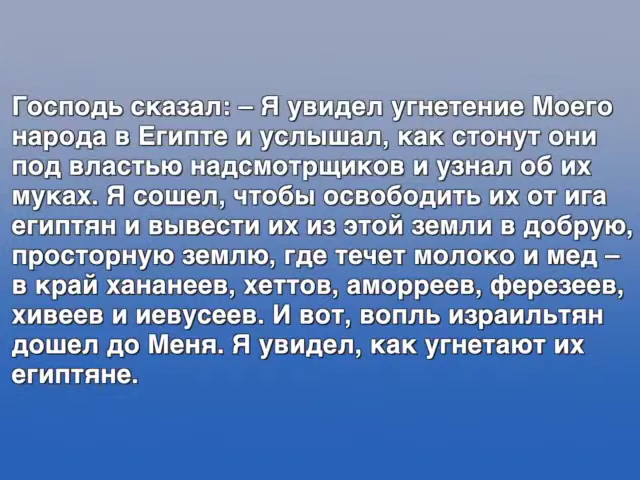 Господь сказал: – Я увидел угнетение Моего
народа в Египте и услышал, как стонут они
под властью надсмотрщиков и узнал об их
муках. Я сошел, чтобы освободить их от ига
египтян и вывести их из этой земли в добрую,
просторную землю, где течет молоко и мед –
в край хананеев, хеттов, аморреев, ферезеев,
хивеев и иевусеев. И вот, вопль израильтян
дошел до Меня. Я увидел, как угнетают их
египтяне.